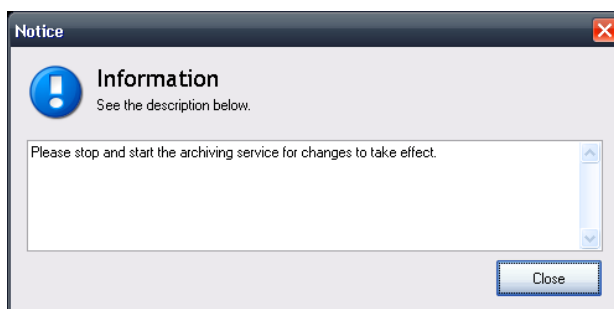 Notice
Information
See the description below.
Please stop and start the archiving service for changes to take effect.
Close